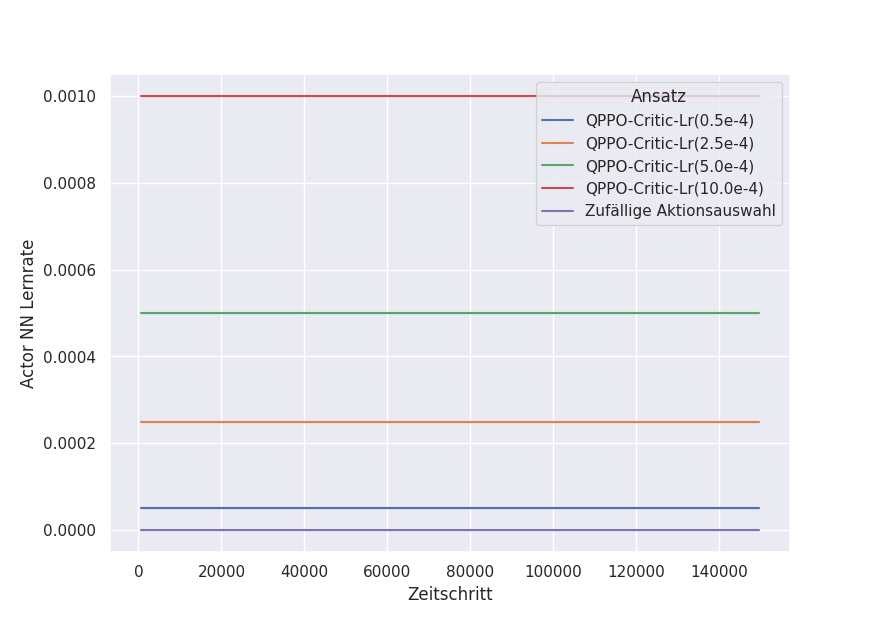 Ansatz
QPPO-Critic-Lr(0.5e-4)
QPPO-Critic-Lr(2.5e-4)
QPPO-Critic-Lr(5.0e-4)
QPPO-Critic-Lr(10.0e-4)
Zufällige Aktionsauswahl
Actor NN Lernrate
0.0010
0.0008
0.0006
0.0004
0.0002
0.0000
0 20000 40000 60000 80000 100000 120000 140000
Zeitschritt